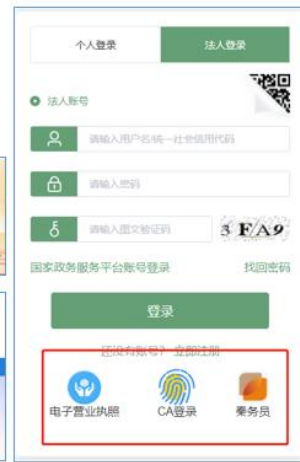 个人登录 法人登录
法人账号
请输入用户名/统一社会信用代码
请输入密码
请输入图文验证码 3 FA9
国家政务服务平台账号登录 找回密码
登录
还没有账号？ 立即注册
电子营业执照 CA登录 秦务员